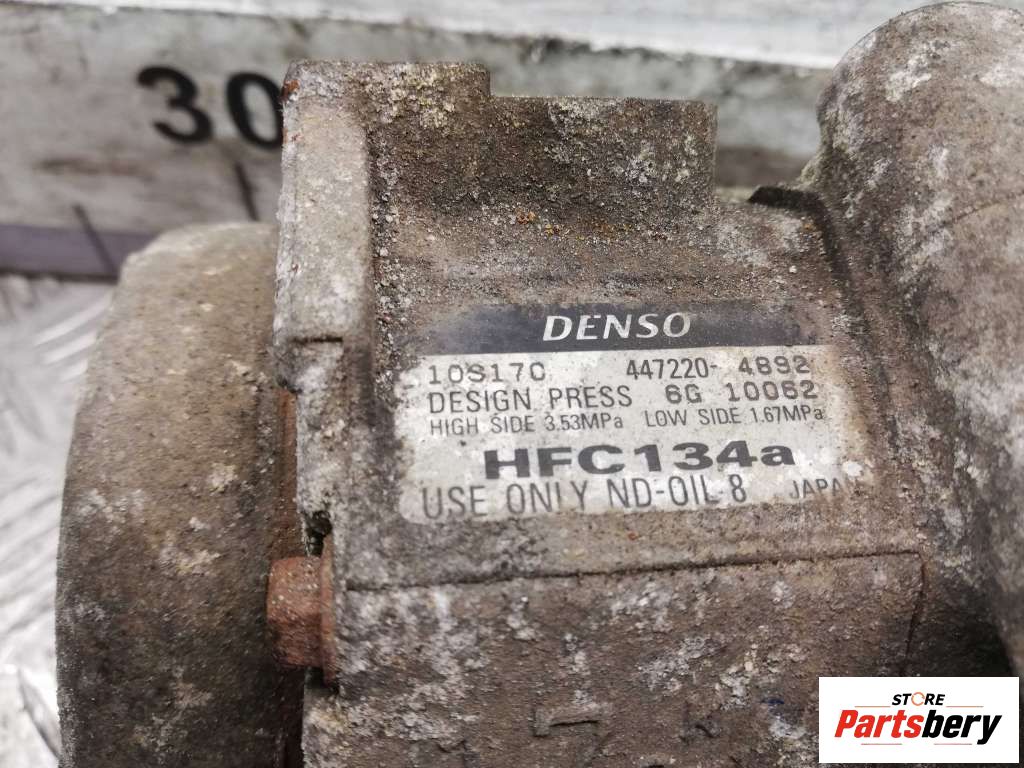 30
DENSO
10S17C 447220- 4892
DESIGN PRESS 6G 10062
HIGH SIDE 3.53MPa LOW SIDE 1.67MPa
HFC134a
USE ONLY ND-OIL 8 JAPAN
STORE
Partsbery